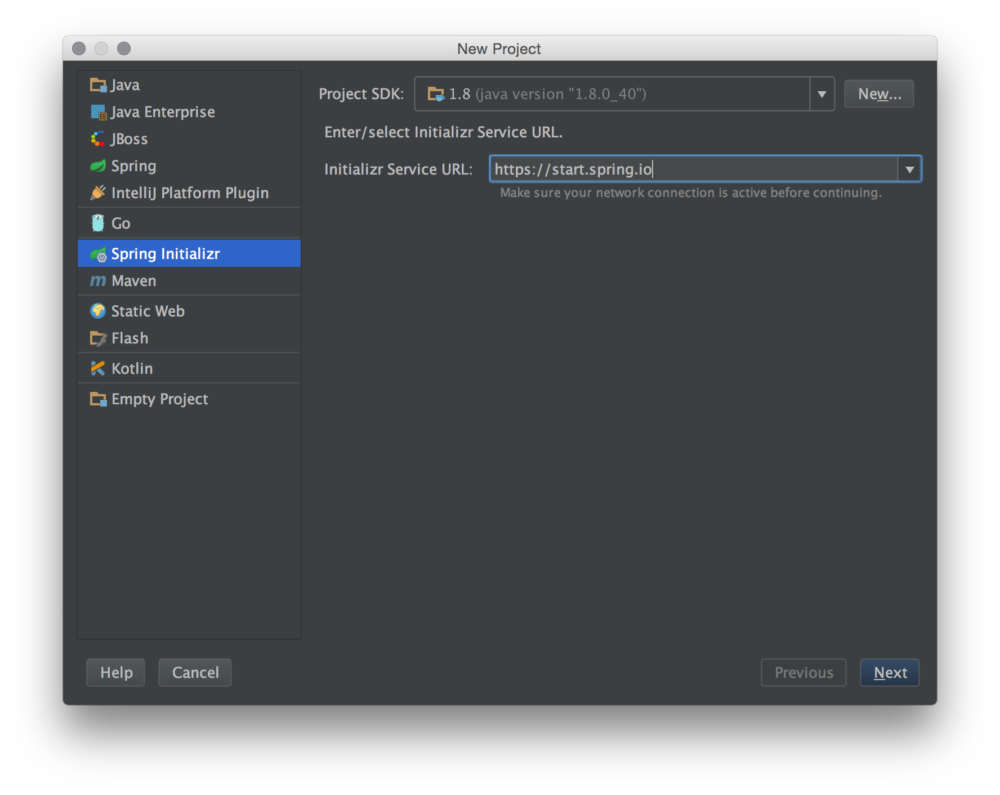 New Project
Java
Java Enterprise
JBoss
Spring
IntelliJ Platform Plugin
Go
Spring Initializr
Maven
Static Web
Flash
Kotlin
Empty Project
Project SDK: 1.8 (java version "1.8.0_40") New...
Enter/select Initializr Service URL.
Initializr Service URL: https://start.spring.io
Make sure your network connection is active before continuing.
Help Cancel Previous Next